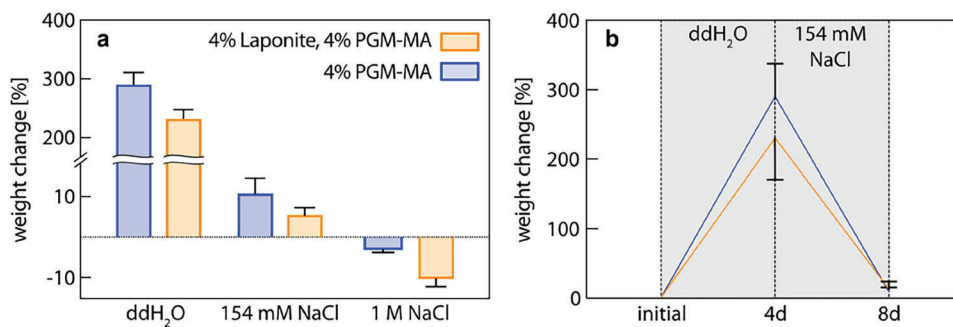 a
4% Laponite, 4% PGM-MA
4% PGM-MA
weight change [%]
400
300
200
10
-10
ddH₂O
154 mM NaCl
1 M NaCl
b
ddH₂O
154 mM
NaCl
weight change [%]
400
300
200
100
0
initial
4d
8d